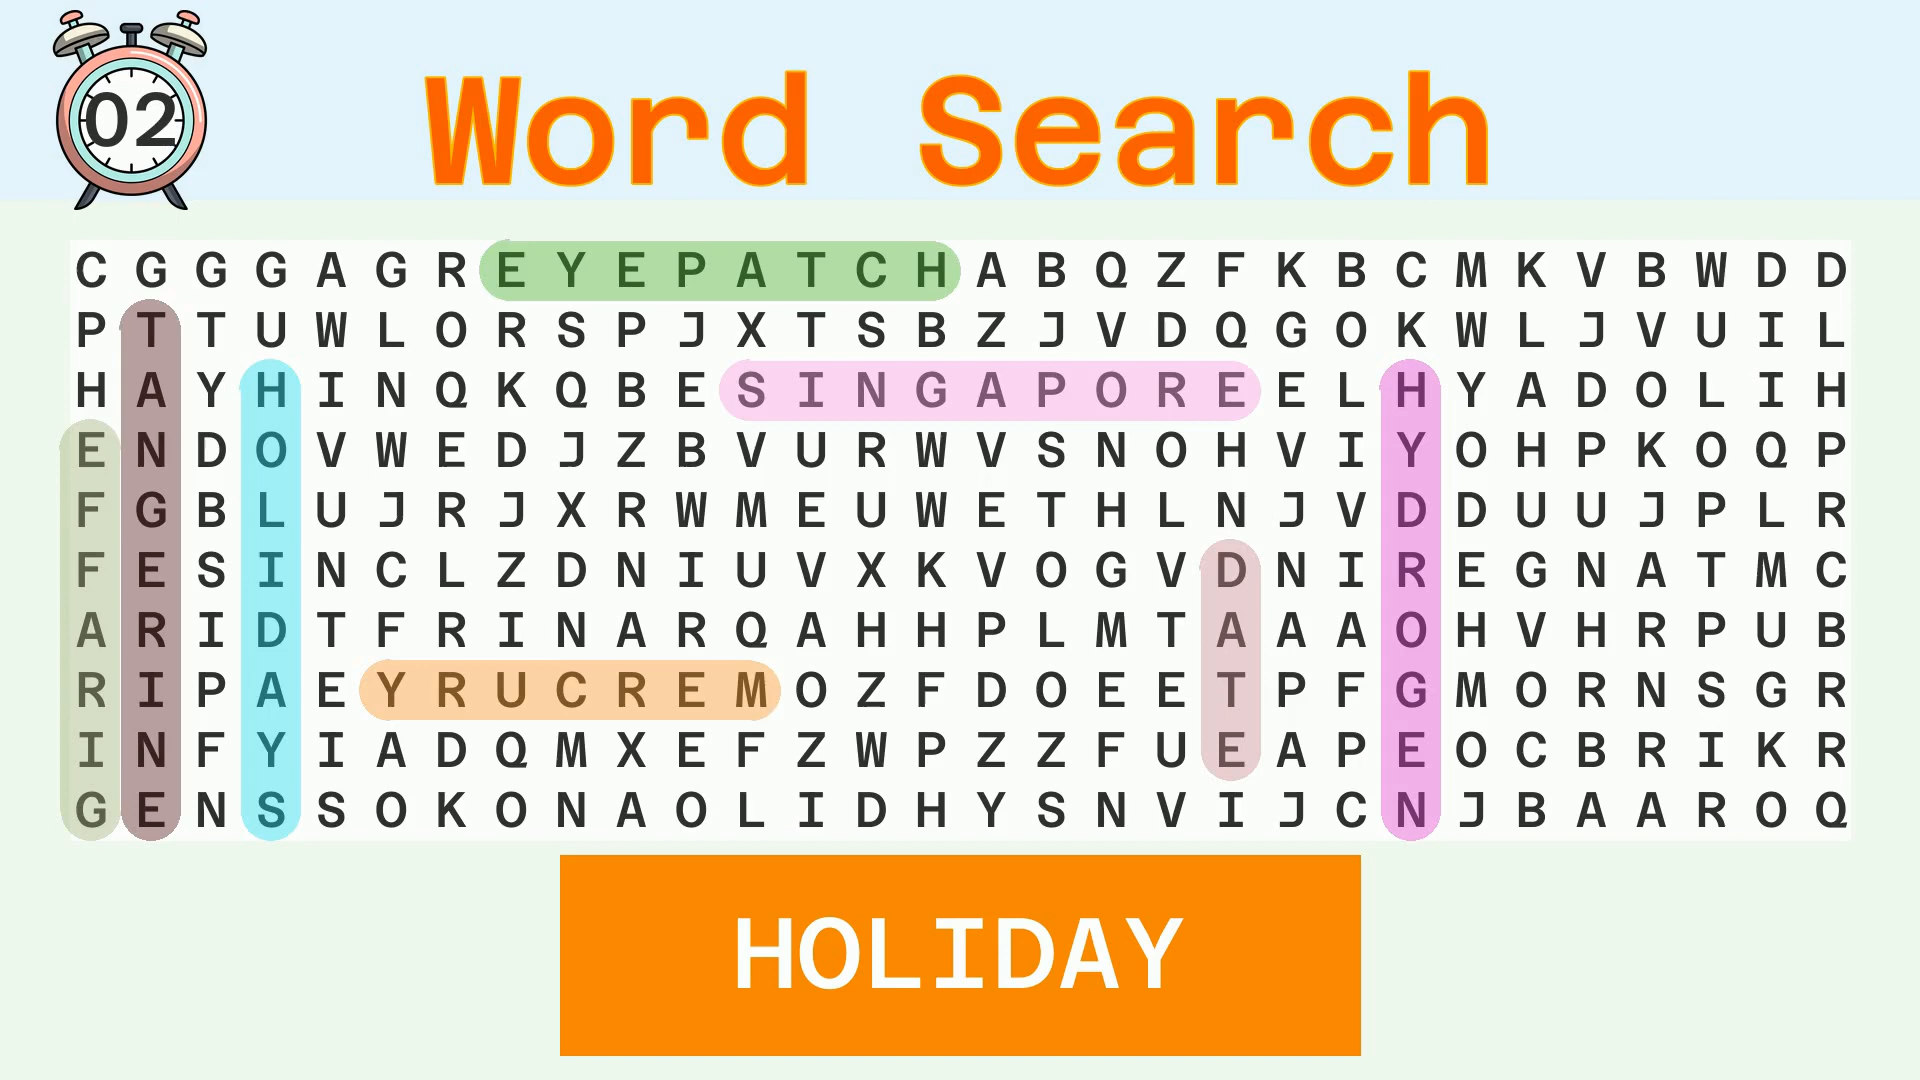 02
Word Search
C G G G A G R E Y E P A T C H A B Q Z F K B C M K V B W D D
P T T U W L O R S P J X T S B Z J V D Q G O K W L J V U I L
H A Y H I N Q K Q B E S I N G A P O R E E L H Y A D O L I H
E N D O V W E D J Z B V U R W V S N O H V I Y O H P K O Q P
F G B L U J R J X R W M E U W E T H L N J V D D U U J P L R
F E S I N C L Z D N I U V X K V O G V D N I R E G N A T M C
A R I D T F R I N A R Q A H H P L M T A A A O H V H R P U B
R I P A E Y R U C R E M O Z F D O E E T P F G M O R N S G R
I N F Y I A D Q M X E F Z W P Z Z F U E A P E O C B R I K R
G E N S S O K O N A O L I D H Y S N V I J C N J B A A R O Q
HOLIDAY